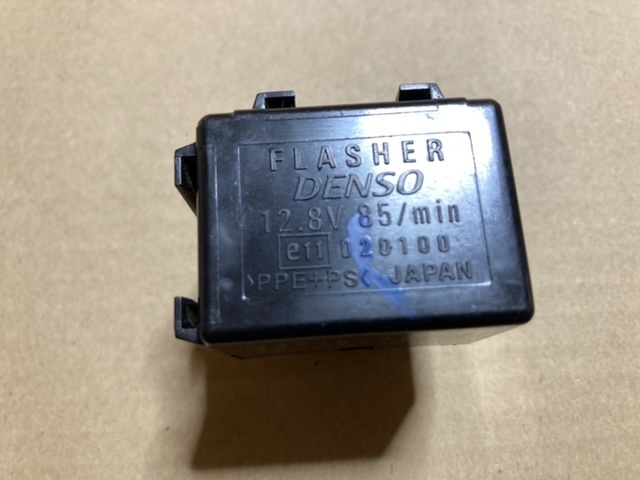 FLASHER
DENSO
12.8V 85/min
e11 020100
>PPE+PS< JAPAN